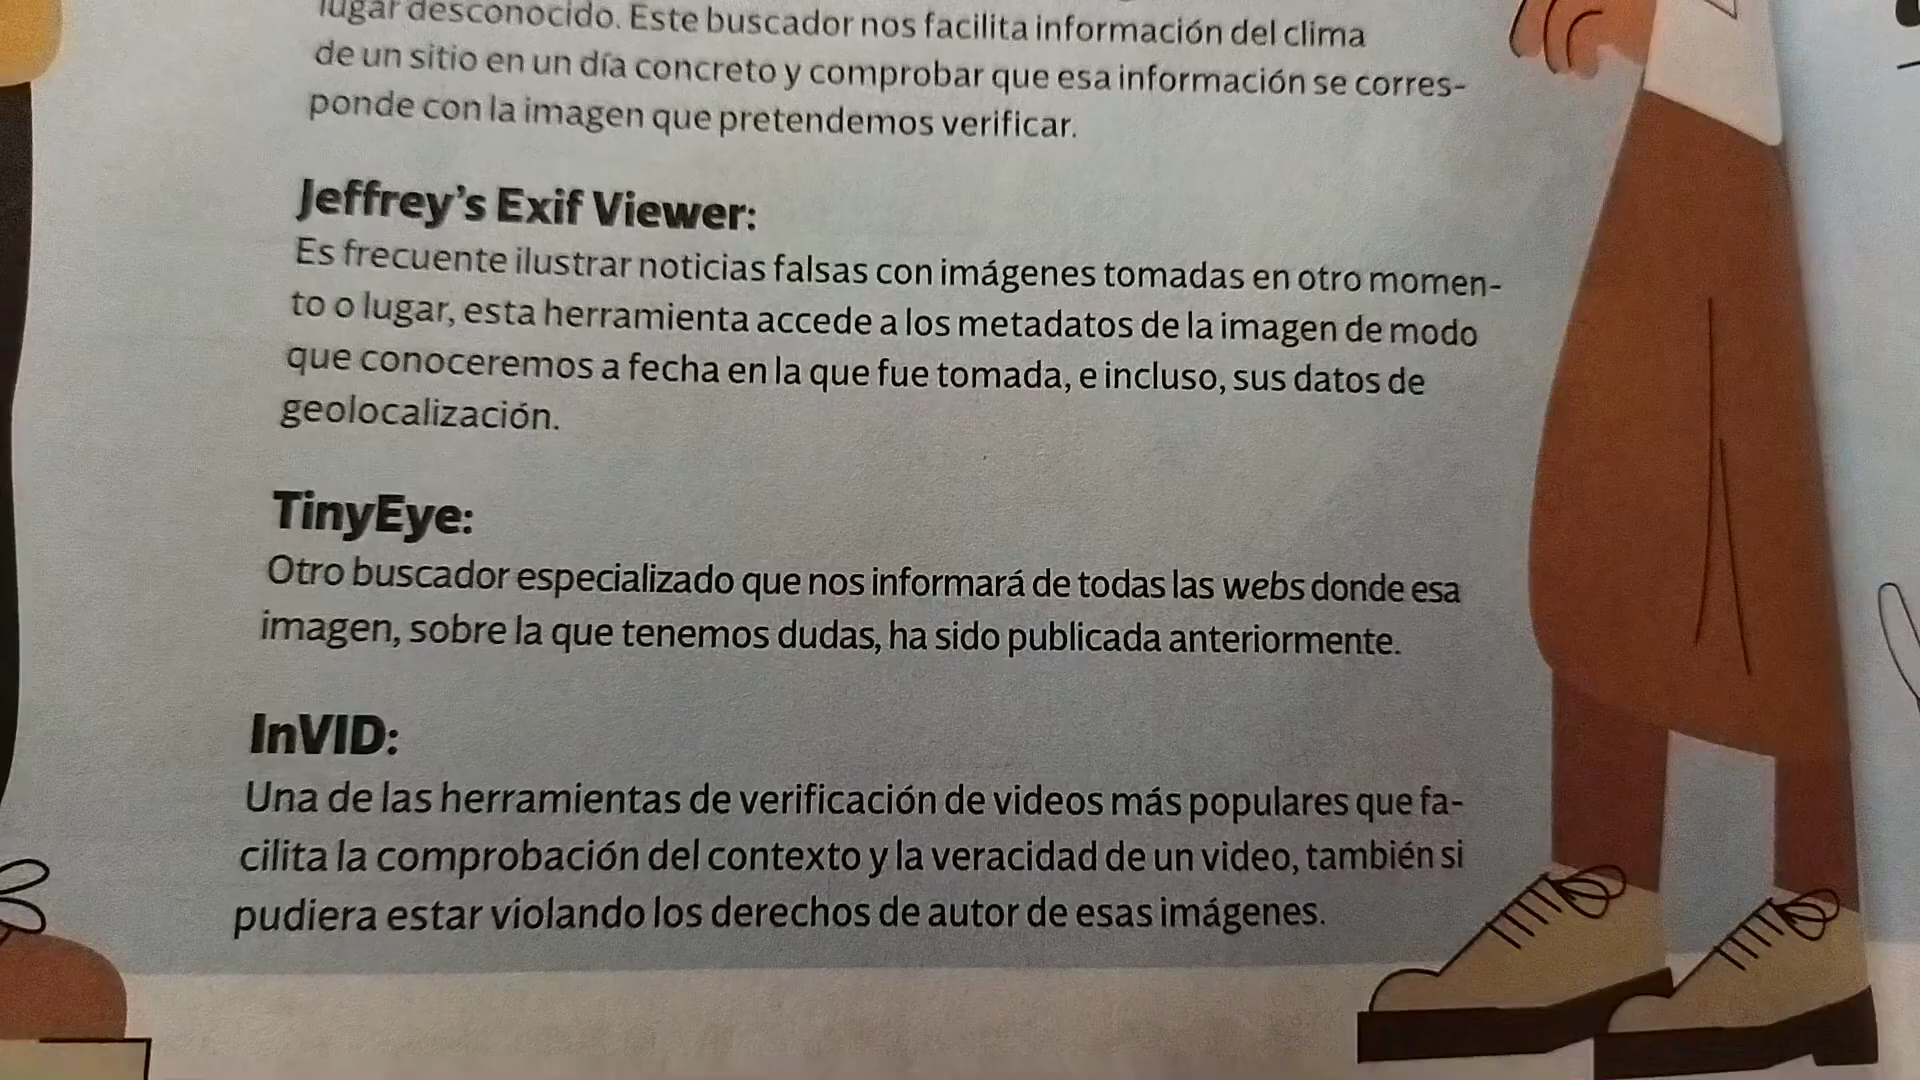 lugar desconocido. Este buscador nos facilita información del clima
de un sitio en un día concreto y comprobar que esa información se corres-
ponde con la imagen que pretendemos verificar.
Jeffrey's Exif Viewer:
Es frecuente ilustrar noticias falsas con imágenes tomadas en otro momen-
to o lugar, esta herramienta accede a los metadatos de la imagen de modo
que conoceremos a fecha en la que fue tomada, e incluso, sus datos de
geolocalización.
TinyEye:
Otro buscador especializado que nos informará de todas las webs donde esa
imagen, sobre la que tenemos dudas, ha sido publicada anteriormente.
InVID:
Una de las herramientas de verificación de videos más populares que fa-
cilita la comprobación del contexto y la veracidad de un video, también si
pudiera estar violando los derechos de autor de esas imágenes.